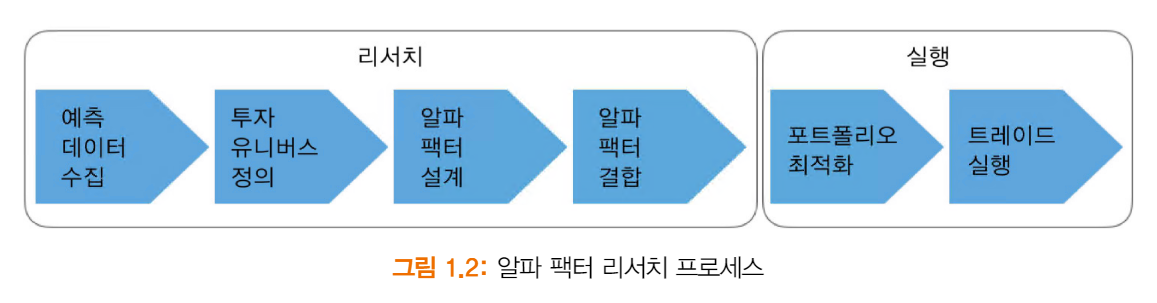 리서치
예측
데이터
수집
투자
유니버스
정의
알파
팩터
설계
알파
팩터
결합
실행
포트폴리오
최적화
트레이드
실행
그림 1.2: 알파 팩터 리서치 프로세스